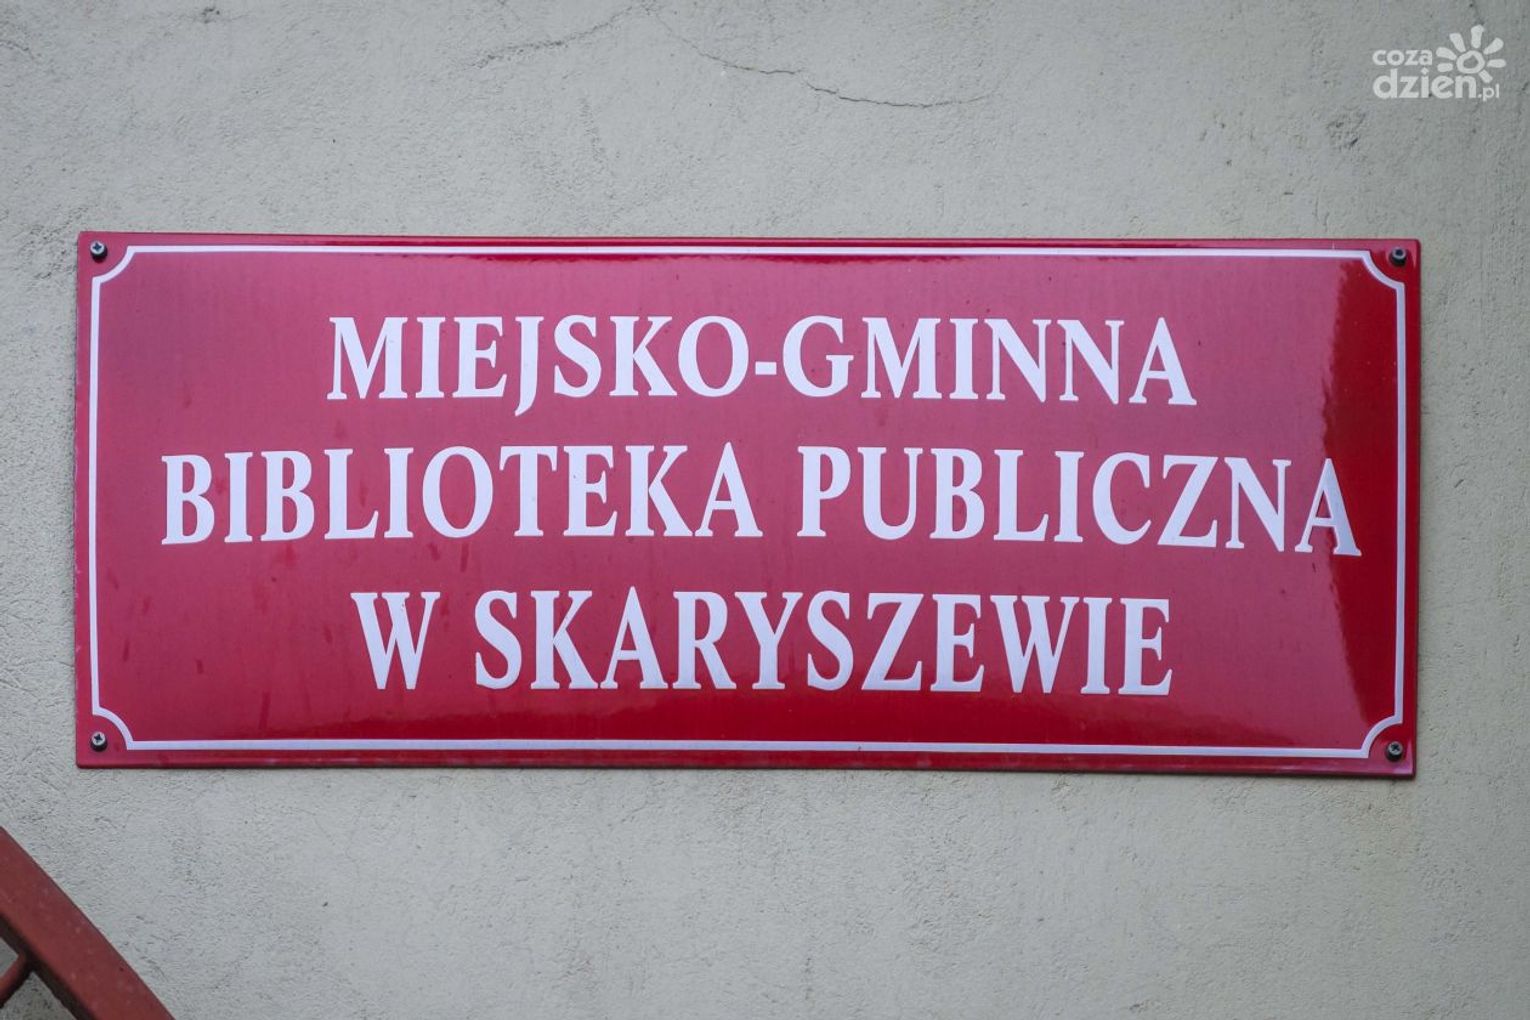 coza
dzien.pl
MIEJSKO-GMINNA
BIBLIOTEKA PUBLICZNA
W SKARYSZEWIE